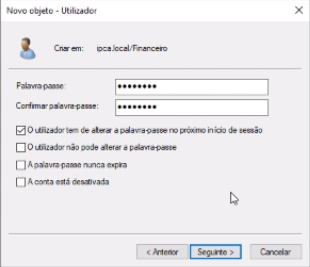 Novo objeto - Utilizador
Criar em: ipca.local/Financeiro
Palavra-passe: ••••••••
Confirmar palavra-passe: ••••••••
O utilizador tem de alterar a palavra-passe no próximo início de sessão
O utilizador não pode alterar a palavra-passe
A palavra-passe nunca expira
A conta está desativada
< Anterior Seguinte > Cancelar